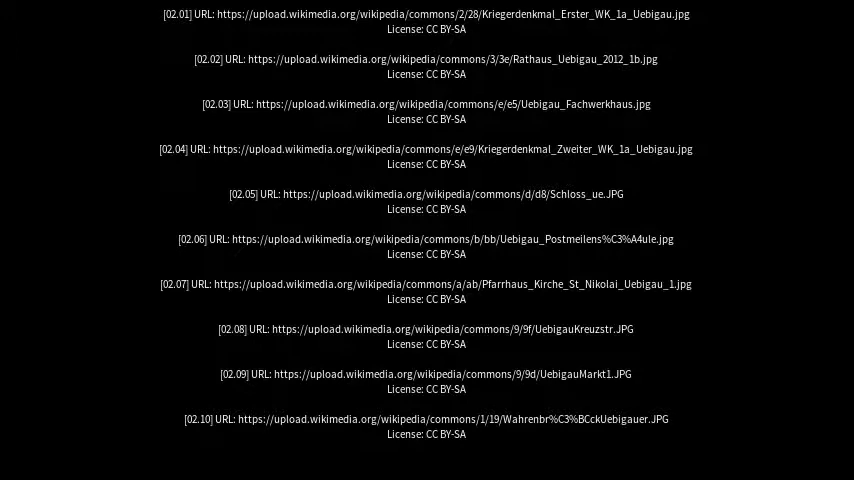 [02.01] URL: https://upload.wikimedia.org/wikipedia/commons/2/28/Kriegerdenkmal_Erster_WK_1a_Uebigau.jpg
License: CC BY-SA
[02.02] URL: https://upload.wikimedia.org/wikipedia/commons/3/3e/Rathaus_Uebigau_2012_1b.jpg
License: CC BY-SA
[02.03] URL: https://upload.wikimedia.org/wikipedia/commons/e/e5/Uebigau_Fachwerkhaus.jpg
License: CC BY-SA
[02.04] URL: https://upload.wikimedia.org/wikipedia/commons/e/e9/Kriegerdenkmal_Zweiter_WK_1a_Uebigau.jpg
License: CC BY-SA
[02.05] URL: https://upload.wikimedia.org/wikipedia/commons/d/d8/Schloss_ue.JPG
License: CC BY-SA
[02.06] URL: https://upload.wikimedia.org/wikipedia/commons/b/bb/Uebigau_Postmeilens%C3%A4ule.jpg
License: CC BY-SA
[02.07] URL: https://upload.wikimedia.org/wikipedia/commons/a/ab/Pfarrhaus_Kirche_St_Nikolai_Uebigau_1.jpg
License: CC BY-SA
[02.08] URL: https://upload.wikimedia.org/wikipedia/commons/9/9f/UebigauKreuzstr.JPG
License: CC BY-SA
[02.09] URL: https://upload.wikimedia.org/wikipedia/commons/9/9d/UebigauMarkt1.JPG
License: CC BY-SA
[02.10] URL: https://upload.wikimedia.org/wikipedia/commons/1/19/Wahrenbr%C3%BCckUebigauer.JPG
License: CC BY-SA